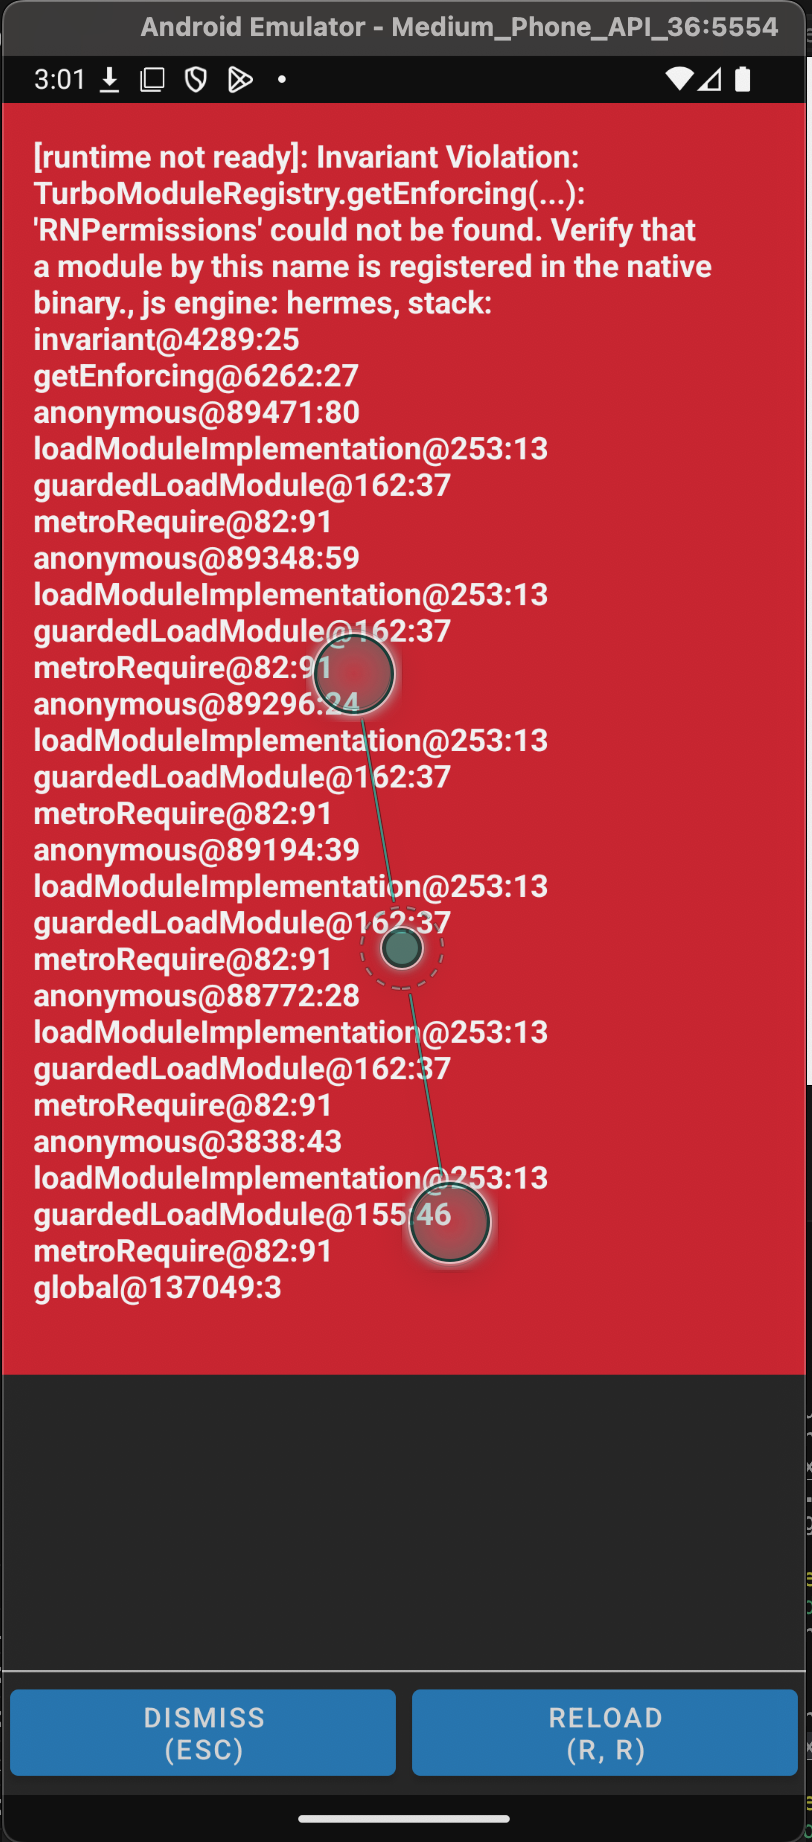 Android Emulator - Medium_Phone_API_36:5554
3:01
[runtime not ready]: Invariant Violation:
TurboModuleRegistry.getEnforcing(...):
'RNPermissions' could not be found. Verify that
a module by this name is registered in the native
binary., js engine: hermes, stack:
invariant@4289:25
getEnforcing@6262:27
anonymous@89471:80
loadModuleImplementation@253:13
guardedLoadModule@162:37
metroRequire@82:91
anonymous@89348:59
loadModuleImplementation@253:13
guardedLoadModule@162:37
metroRequire@82:91
anonymous@89296:24
loadModuleImplementation@253:13
guardedLoadModule@162:37
metroRequire@82:91
anonymous@89194:39
loadModuleImplementation@253:13
guardedLoadModule@162:37
metroRequire@82:91
anonymous@88772:28
loadModuleImplementation@253:13
guardedLoadModule@162:37
metroRequire@82:91
anonymous@3838:43
loadModuleImplementation@253:13
guardedLoadModule@155:46
metroRequire@82:91
global@137049:3
DISMISS
(ESC)
RELOAD
(R, R)